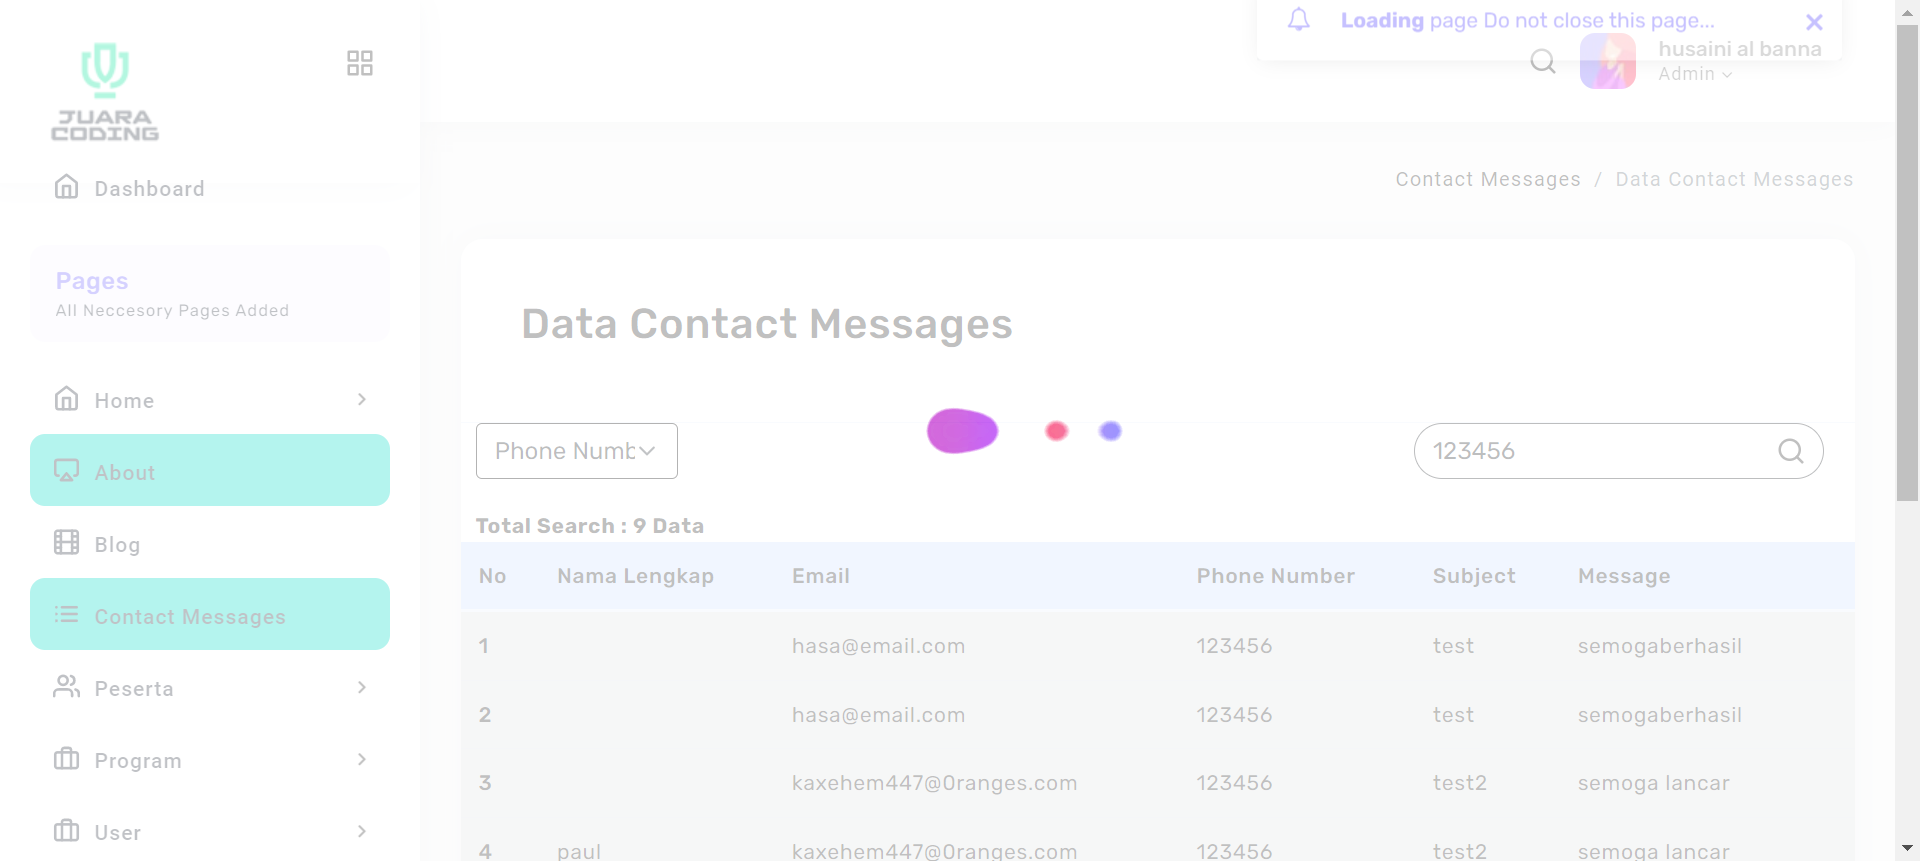 Loading page Do not close this page...
husaini al banna
Admin
JUARA
CODING
Dashboard
Pages
All Neccesory Pages Added
Home
About
Blog
Contact Messages
Peserta
Program
User
Contact Messages / Data Contact Messages
Data Contact Messages
Phone Numb
123456
Total Search : 9 Data
No Nama Lengkap Email Phone Number Subject Message
1 hasa@email.com 123456 test semogaberhasil
2 hasa@email.com 123456 test semogaberhasil
3 kaxehem447@0ranges.com 123456 test2 semoga lancar
4 paul kaxehem447@0ranges.com 123456 test2 semoga lancar